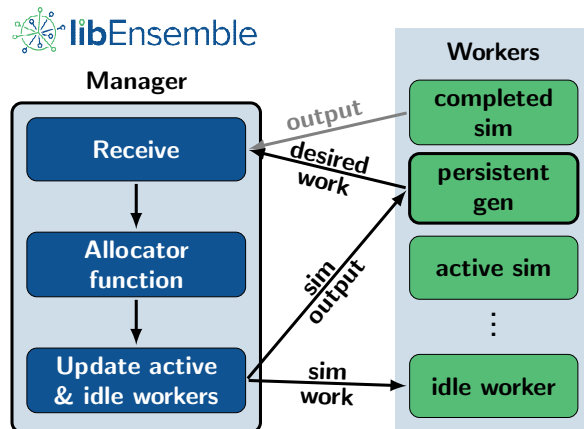 libEnsemble
Manager
Receive
Allocator
function
Update active
& idle workers
output
desired
work
sim
output
sim
work
Workers
completed
sim
persistent
gen
active sim
⋮
idle worker